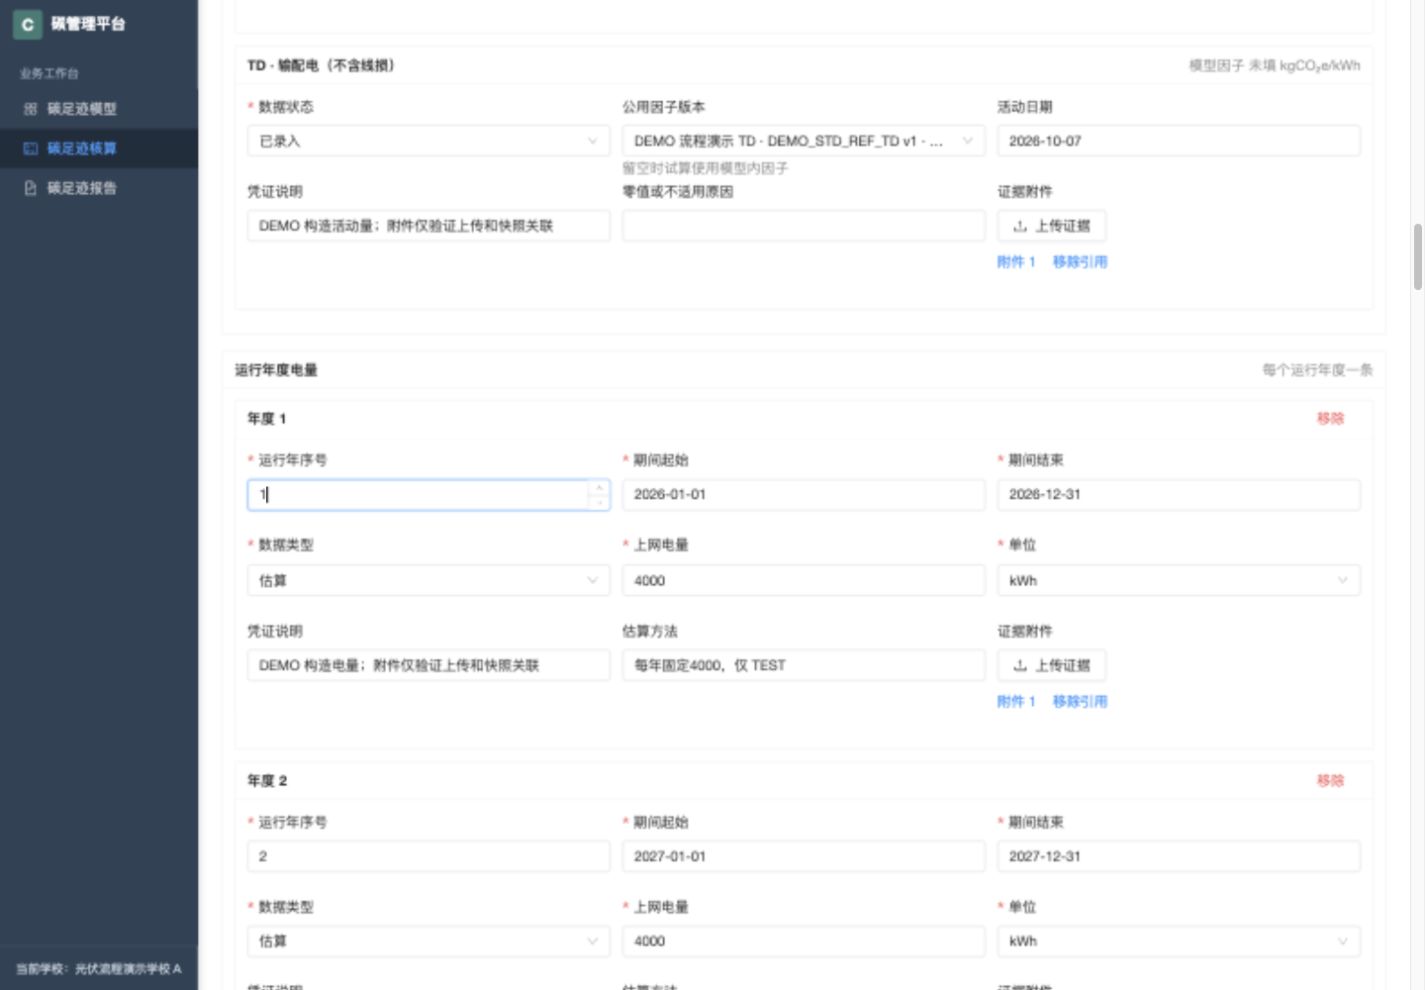 C 碳管理平台
业务工作台
碳足迹模型
碳足迹核算
碳足迹报告
当前学校：光伏流程演示学校 A
TD · 输配电（不含线损） 模型因子 未填 kgCO₂e/kWh
* 数据状态 公用因子版本 活动日期
已录入 DEMO 流程演示 TD · DEMO_STD_REF_TD v1 · ... 2026-10-07
留空时试算使用模型内因子
凭证说明 零值或不适用原因 证据附件
DEMO 构造活动量；附件仅验证上传和快照关联 上传证据
附件 1 移除引用
运行年度电量 每个运行年度一条
年度 1 移除
* 运行年序号 * 期间起始 * 期间结束
1 2026-01-01 2026-12-31
* 数据类型 * 上网电量 * 单位
估算 4000 kWh
凭证说明 估算方法 证据附件
DEMO 构造电量；附件仅验证上传和快照关联 每年固定4000，仅 TEST 上传证据
附件 1 移除引用
年度 2 移除
* 运行年序号 * 期间起始 * 期间结束
2 2027-01-01 2027-12-31
* 数据类型 * 上网电量 * 单位
估算 4000 kWh
凭证说明 估算方法 证据附件